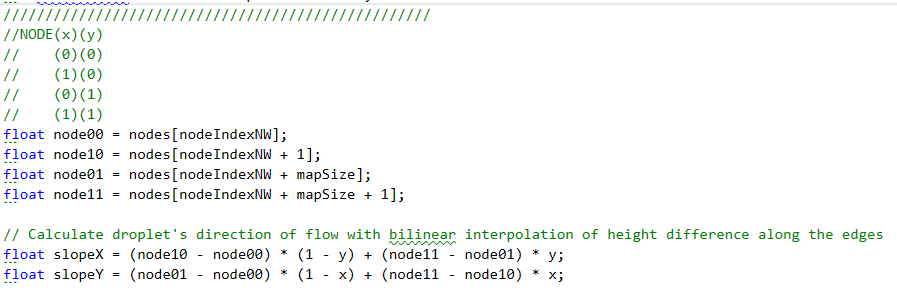 ////////////////////////////////////////////////////
//NODE(x)(y)
//    (0)(0)
//    (1)(0)
//    (0)(1)
//    (1)(1)
float node00 = nodes[nodeIndexNW];
float node10 = nodes[nodeIndexNW + 1];
float node01 = nodes[nodeIndexNW + mapSize];
float node11 = nodes[nodeIndexNW + mapSize + 1];

// Calculate droplet's direction of flow with bilinear interpolation of height difference along the edges
float slopeX = (node10 - node00) * (1 - y) + (node11 - node01) * y;
float slopeY = (node01 - node00) * (1 - x) + (node11 - node10) * x;